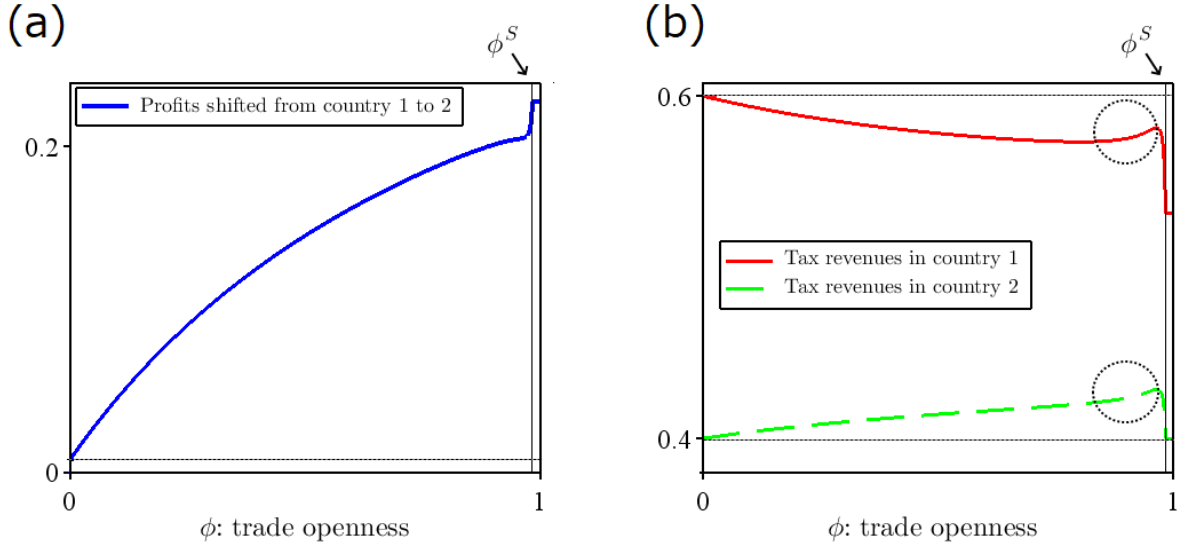 (a)
ϕ^S
Profits shifted from country 1 to 2
0.2
0
0
1
ϕ: trade openness
(b)
ϕ^S
0.6
Tax revenues in country 1
Tax revenues in country 2
0.4
0
1
ϕ: trade openness